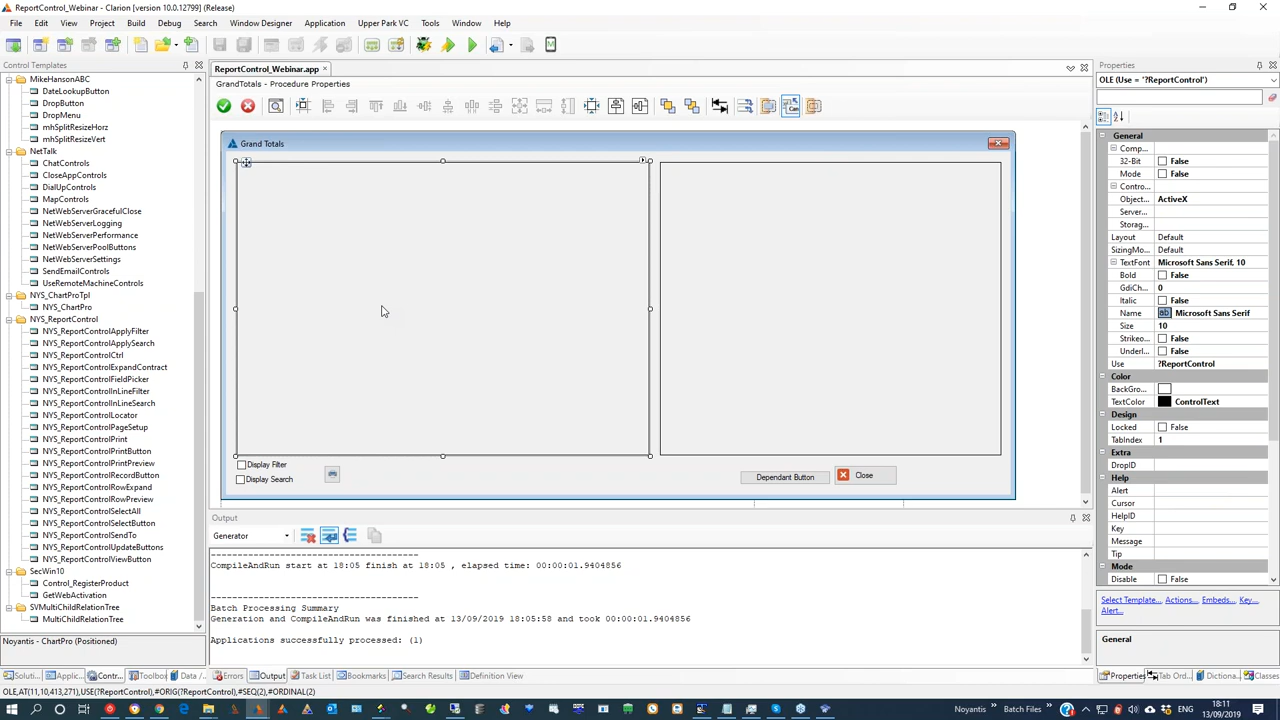 ReportControl_Webinar - Clarion [version 10.0.12799] (Release)
File Edit View Project Build Debug Search Window Designer Application Upper Park VC Tools Window Help
Control Templates
MikeHansonABC
DateLookupButton
DropButton
DropMenu
mhSplitResizeHorz
mhSplitResizeVert
NetTalk
ChatControls
CloseAppControls
DialUpControls
MapControls
NetWebServerGracefulClose
NetWebServerLogging
NetWebServerPerformance
NetWebServerPoolButtons
NetWebServerSettings
SendEmailControls
UseRemoteMachineControls
NYS_ChartProTpl
NYS_ChartPro
NYS_ReportControl
NYS_ReportControlApplyFilter
NYS_ReportControlApplySearch
NYS_ReportControlCtrl
NYS_ReportControlExpandContract
NYS_ReportControlFieldPicker
NYS_ReportControlInLineFilter
NYS_ReportControlInLineSearch
NYS_ReportControlLocator
NYS_ReportControlPageSetup
NYS_ReportControlPrint
NYS_ReportControlPrintButton
NYS_ReportControlPrintPreview
NYS_ReportControlRecordButton
NYS_ReportControlRowExpand
NYS_ReportControlRowPreview
NYS_ReportControlSelectAll
NYS_ReportControlSelectButton
NYS_ReportControlSendTo
NYS_ReportControlUpdateButtons
NYS_ReportControlViewButton
SecWin10
Control_RegisterProduct
GetWebActivation
SVMultiChildRelationTree
MultiChildRelationTree
Noyantis - ChartPro (Positioned)
Soluti... Applic... Contr... Toolbox Data /...
ReportControl_Webinar.app
GrandTotals - Procedure Properties
Grand Totals
Display Filter
Display Search
Dependant Button
Close
Output
Generator
----------------------------------------
CompileAndRun start at 18:05 finish at 18:05 , elapsed time: 00:00:01.9404856
----------------------------------------
Batch Processing Summary
Generation and CompileAndRun was finished at 13/09/2019 18:05:58 and took 00:00:01.9404856
Applications successfully processed: (1)
Errors Output Task List Bookmarks Search Results Definition View
Properties
OLE (Use = '?ReportControl')
General
Comp...
32-Bit False
Mode False
Contro...
Object... ActiveX
Server...
Storag...
Layout Default
SizingMo... Default
TextFont Microsoft Sans Serif, 10
Bold False
GdiCh... 0
Italic False
Name Microsoft Sans Serif
Size 10
Strikeo... False
Underl... False
Use ?ReportControl
Color
BackGro...
TextColor ControlText
Design
Locked False
TabIndex 1
Extra
DropID
Help
Alert
Cursor
HelpID
Key
Message
Tip
Mode
Disable False
Select Template... Actions... Embeds... Key...
Alert...
General
Properties Tab Ord... Dictiona... Classes
OLE,AT(11,10,413,271),USE(?ReportControl),#ORIG(?ReportControl),#SEQ(2),#ORDINAL(2)
Noyantis Batch Files
18:11
13/09/2019